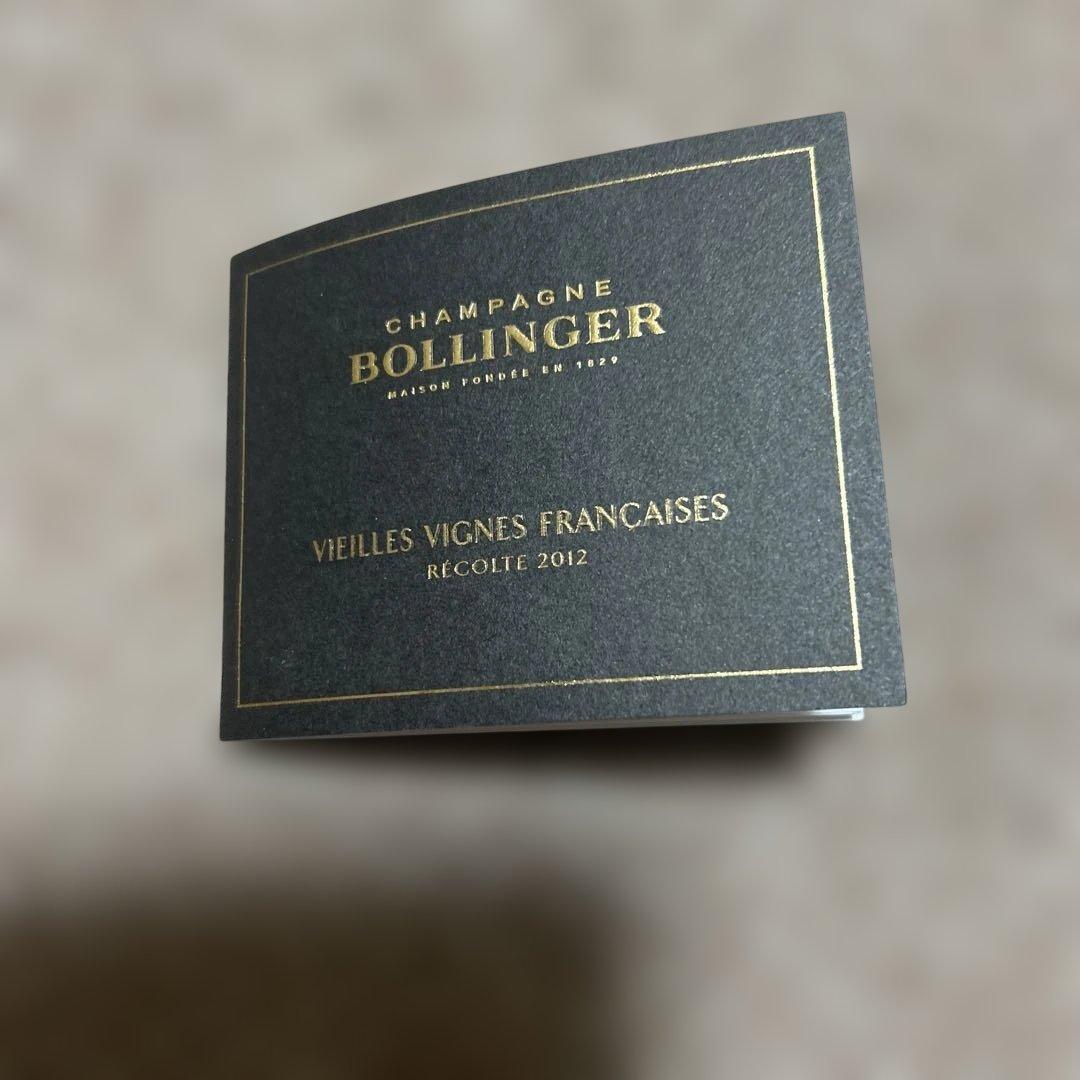 CHAMPAGNE
BOLLINGER
MAISON FONDÉE EN 1829
VIEILLES VIGNES FRANÇAISES
RÉCOLTE 2012